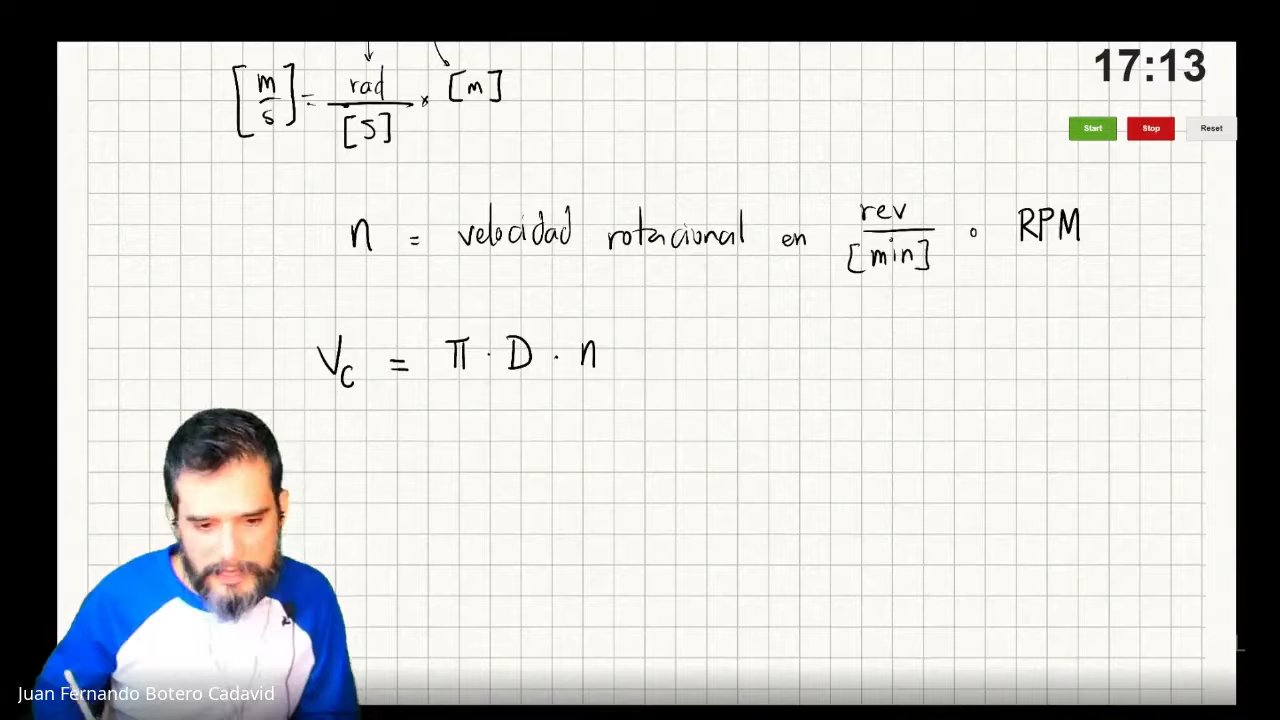 17:13
[m/s] = rad/[s] × [m]
Start Stop Reset
n = velocidad rotacional en rev/[min] o RPM
Vc = π · D · n
Juan Fernando Botero Cadavid